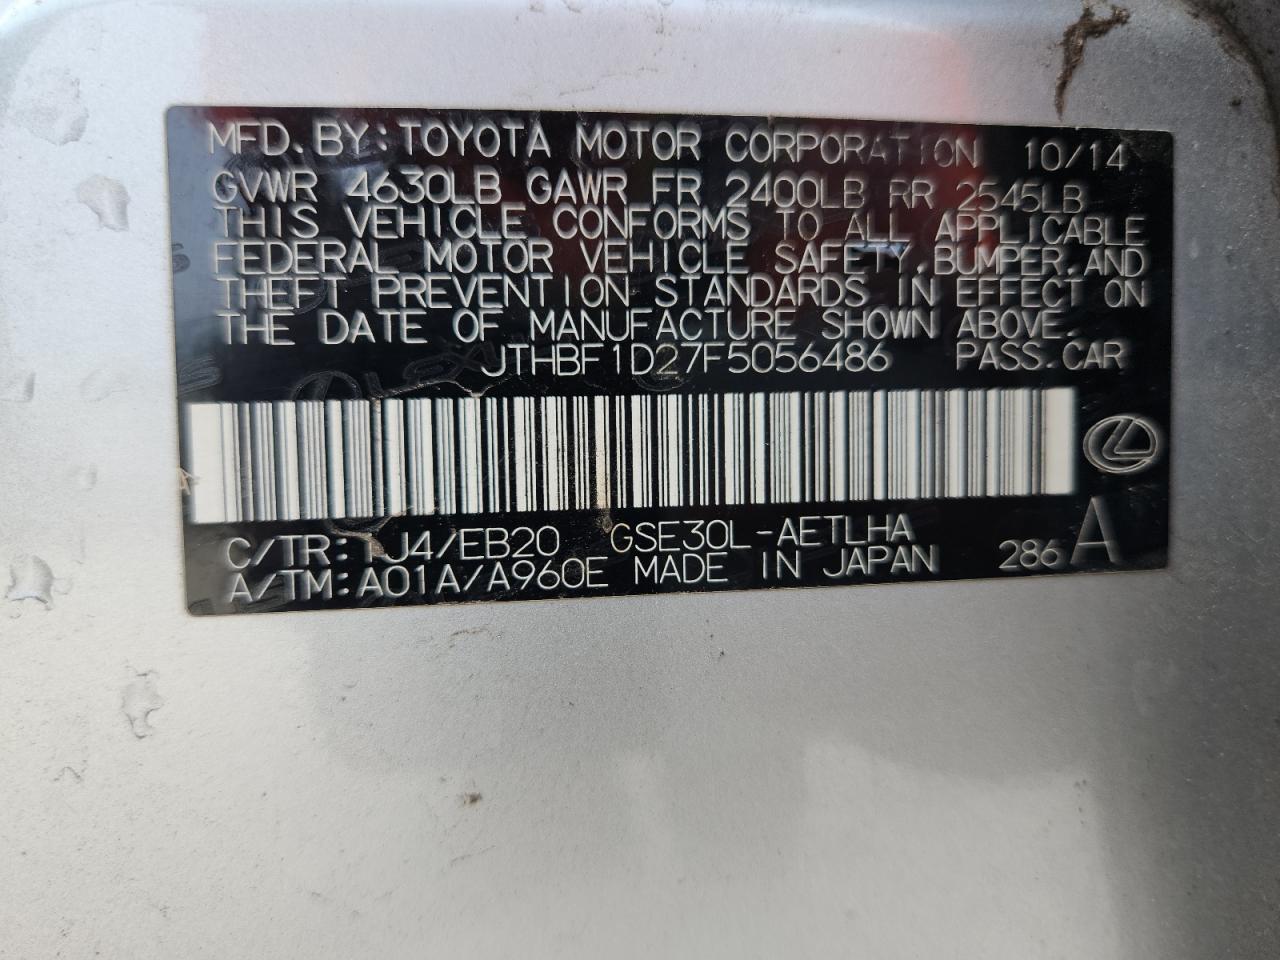 MFD. BY: TOYOTA MOTOR CORPORATION 10/14
GVWR 4630LB GAWR FR 2400LB RR 2545LB
THIS VEHICLE CONFORMS TO ALL APPLICABLE
FEDERAL MOTOR VEHICLE SAFETY, BUMPER, AND
THEFT PREVENTION STANDARDS IN EFFECT ON
THE DATE OF MANUFACTURE SHOWN ABOVE.
JTHBF1D27F5056486 PASS. CAR
C/TR: 1J4/EB20 GSE30L-AETLHA
A/TM: A01A/A960E MADE IN JAPAN 286 A